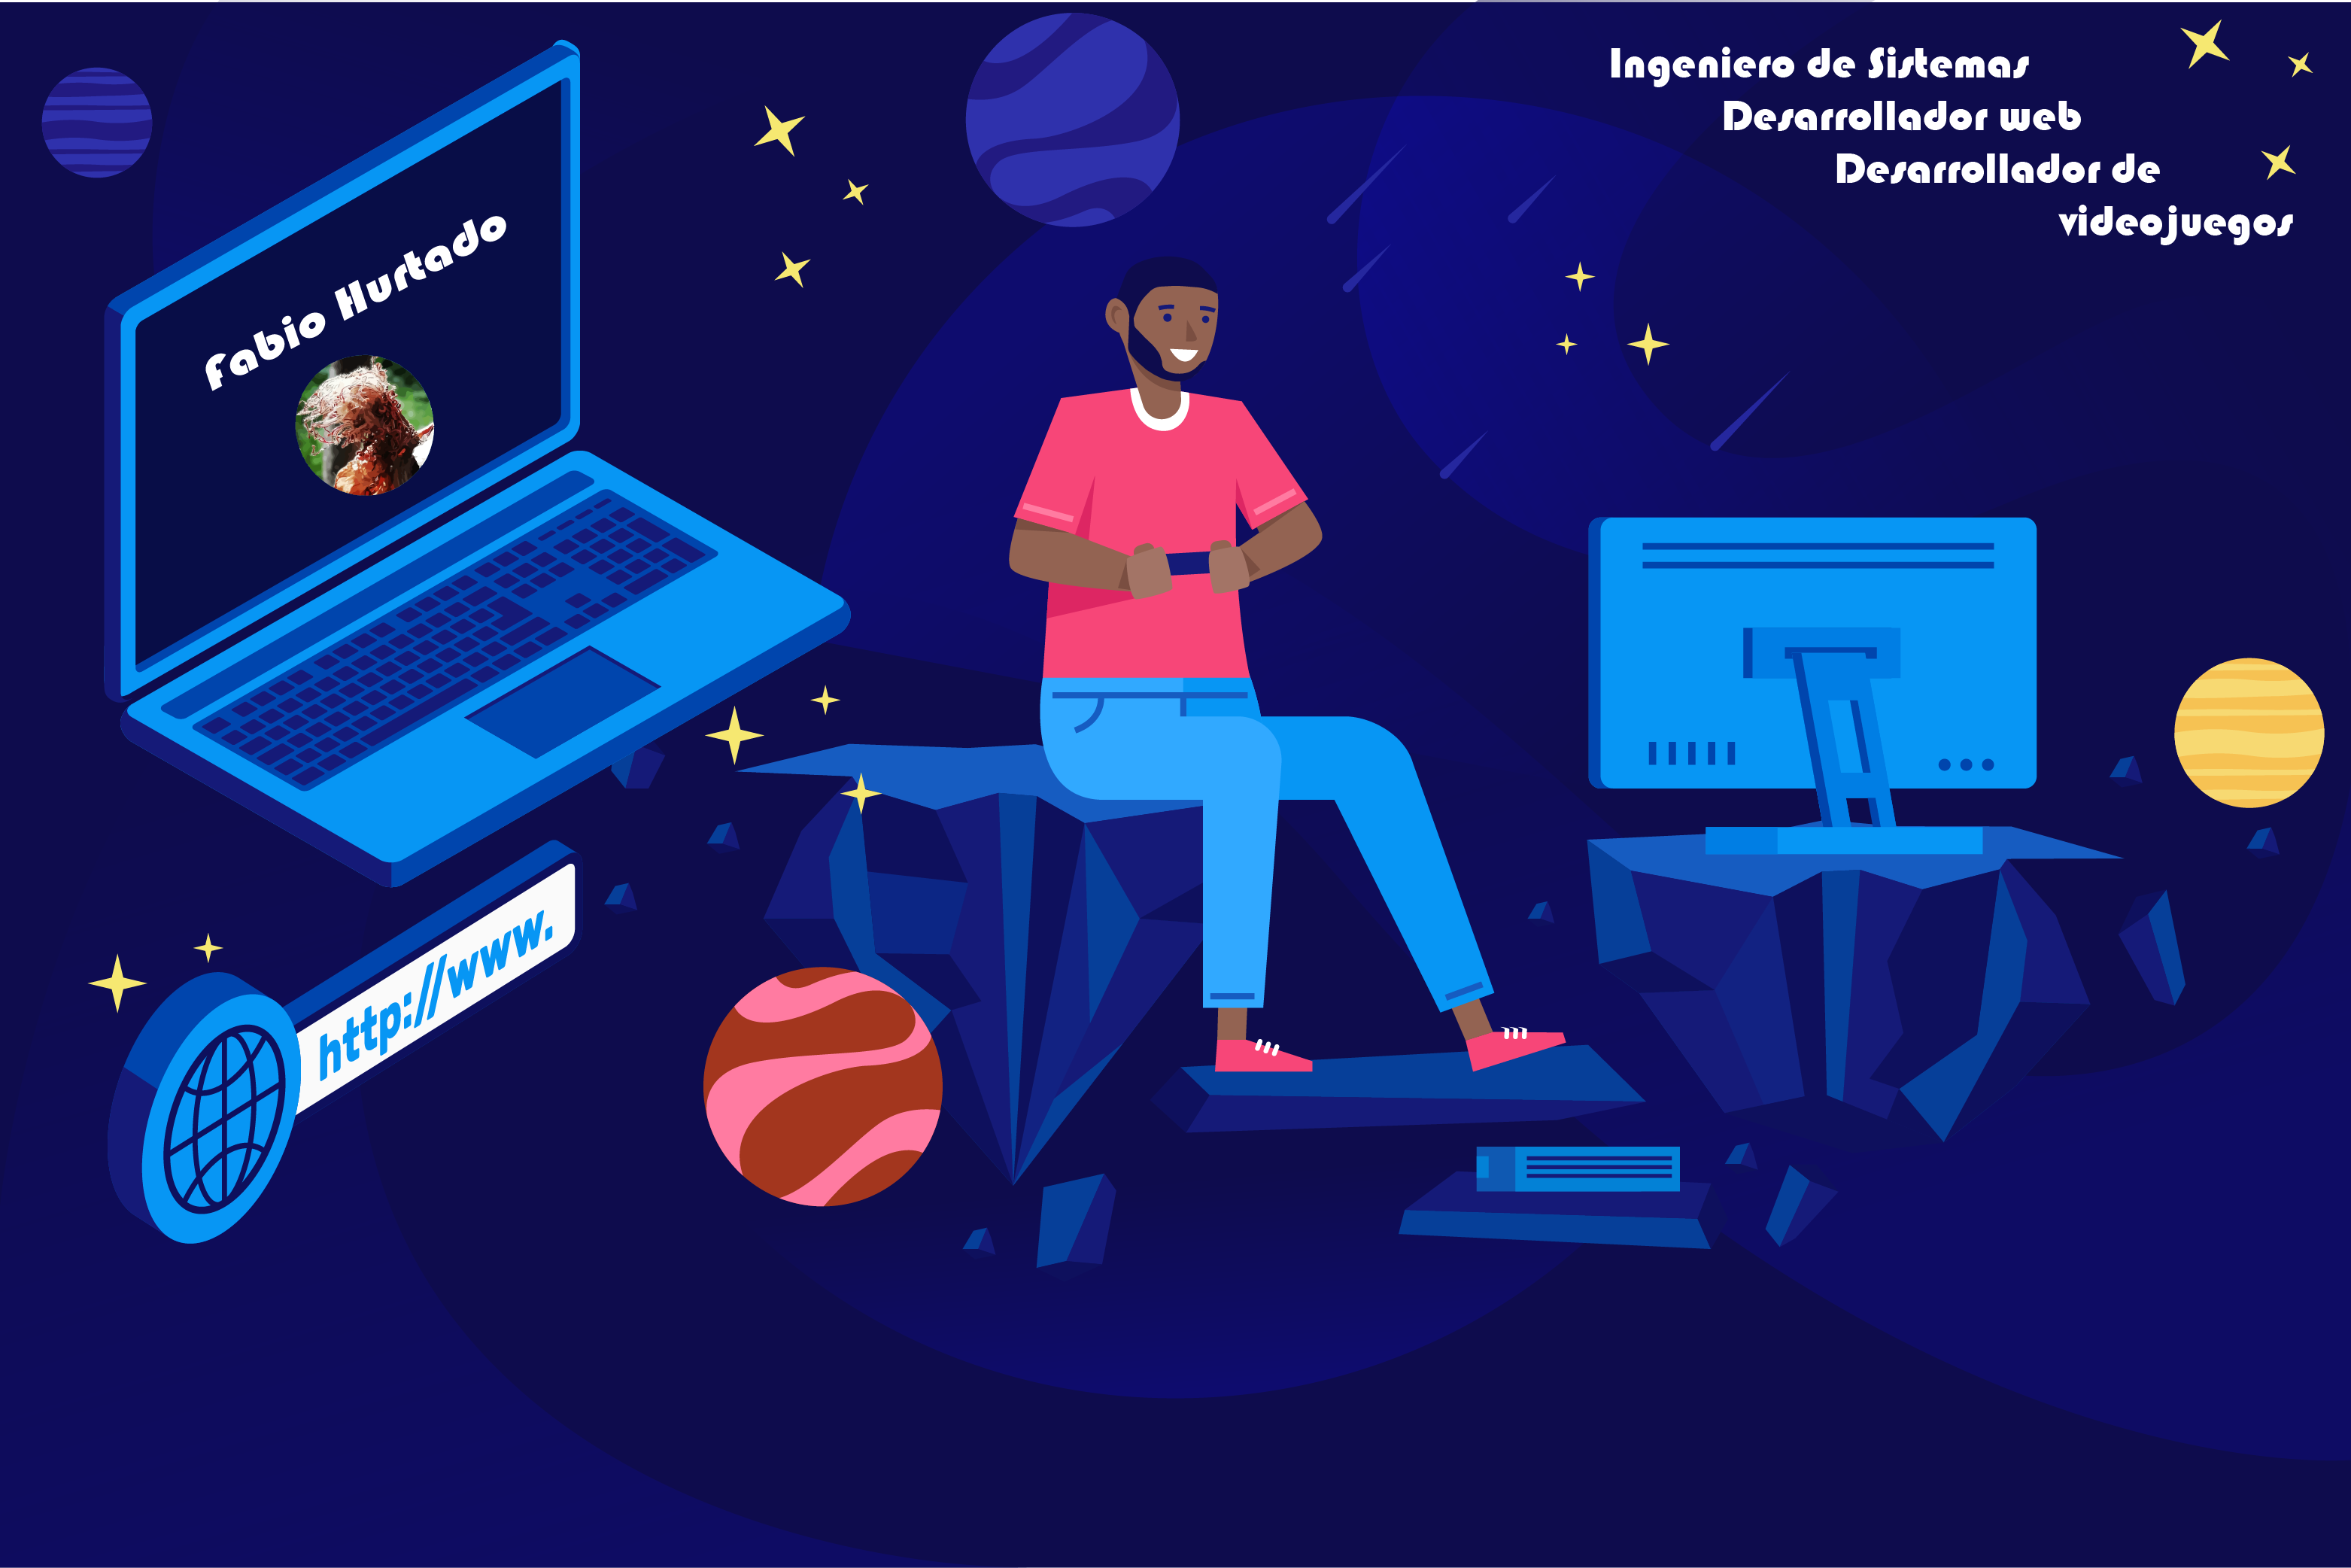 Fabio Hurtado
Ingeniero de Sistemas
Desarrollador web
Desarrollador de
videojuegos
http://www.